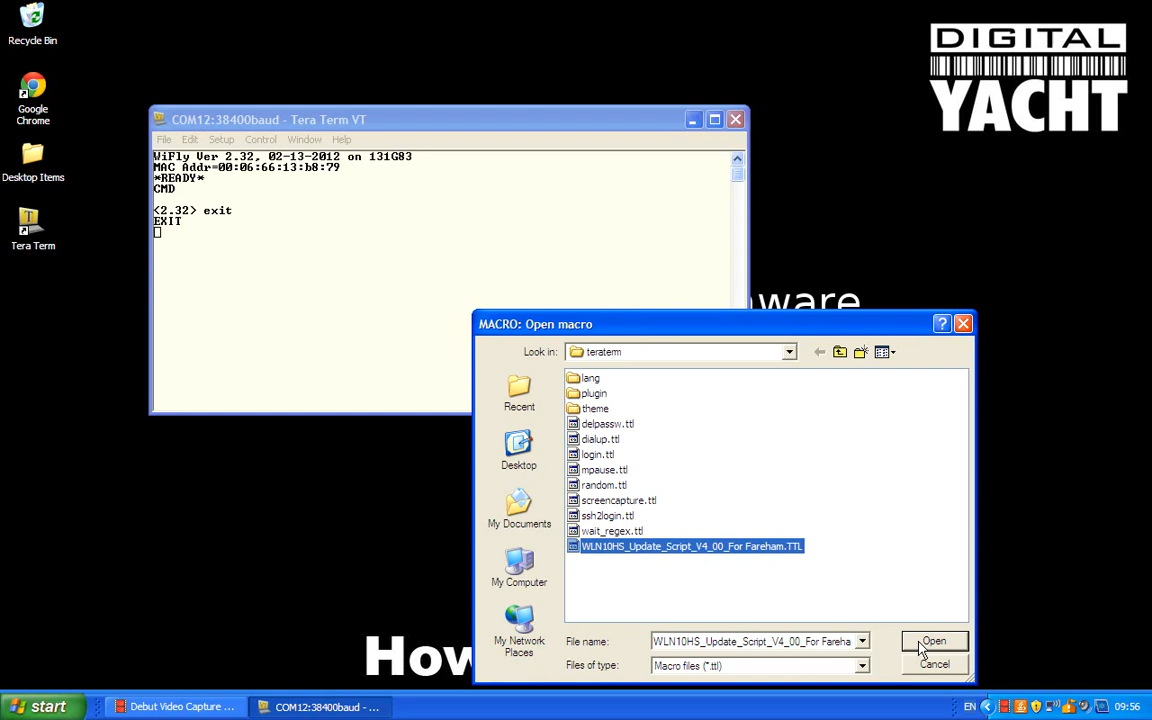 Recycle Bin
Google
Chrome
Desktop Items
Tera Term
DIGITAL
YACHT
COM12:38400baud - Tera Term VT
File Edit Setup Control Window Help
WiFly Ver 2.32, 02-13-2012 on 131G83
MAC Addr=00:06:66:13:b8:79
*READY*
CMD
<2.32> exit
EXIT
MACRO: Open macro
Look in:
teraterm
Recent
Desktop
My Documents
My Computer
My Network
Places
lang
plugin
theme
delpassw.ttl
dialup.ttl
login.ttl
mpause.ttl
random.ttl
screencapture.ttl
ssh2login.ttl
wait_regex.ttl
WLN10HS_Update_Script_V4_00_For Fareham.TTL
File name:
WLN10HS_Update_Script_V4_00_For Fareha
Open
Files of type:
Macro files (*.ttl)
Cancel
How
start
Debut Video Capture ...
COM12:38400baud - ...
EN
09:56